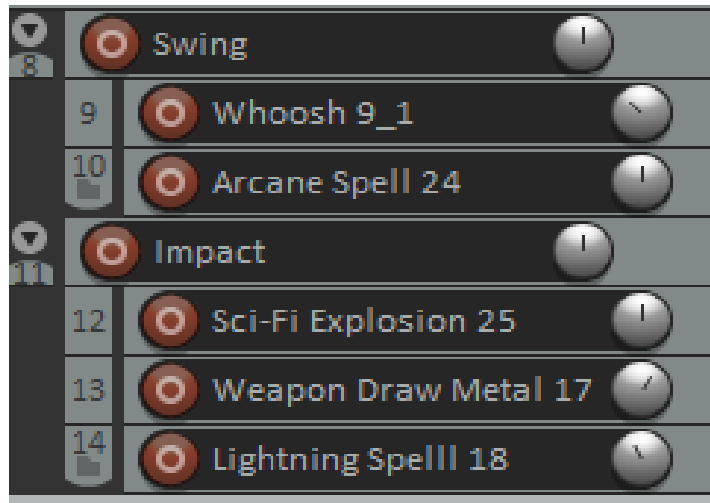 8 Swing
9 Whoosh 9_1
10 Arcane Spell 24
11 Impact
12 Sci-Fi Explosion 25
13 Weapon Draw Metal 17
14 Lightning Spelll 18